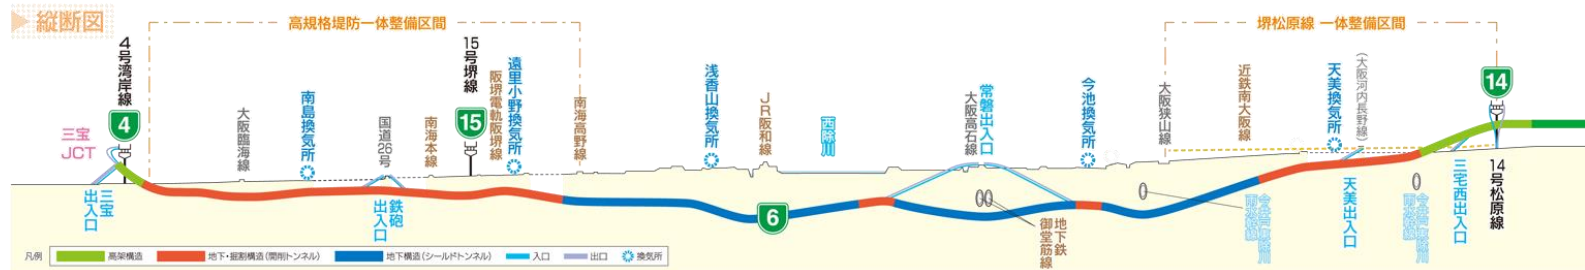 縦断図
高規格堤防一体整備区間
堺松原線 一体整備区間
4号湾岸線
4
三宝
JCT
三宝
出入口
大阪臨海線
南島換気所
国道26号
鉄砲
出入口
南海本線
15号堺線
15
阪堺電軌阪堺線
遠里小野換気所
南海高野線
浅香山換気所
JR阪和線
6
西除川
大阪高石線
常磐出入口
地下鉄
御堂筋線
今池換気所
大阪狭山線
近鉄南大阪線
天美換気所
天美出入口
(大阪河内長野線)
三宅西出入口
14
14号松原線
凡例
高架構造
地下・掘割構造(開削トンネル)
地下構造(シールドトンネル)
入口
出口
換気所